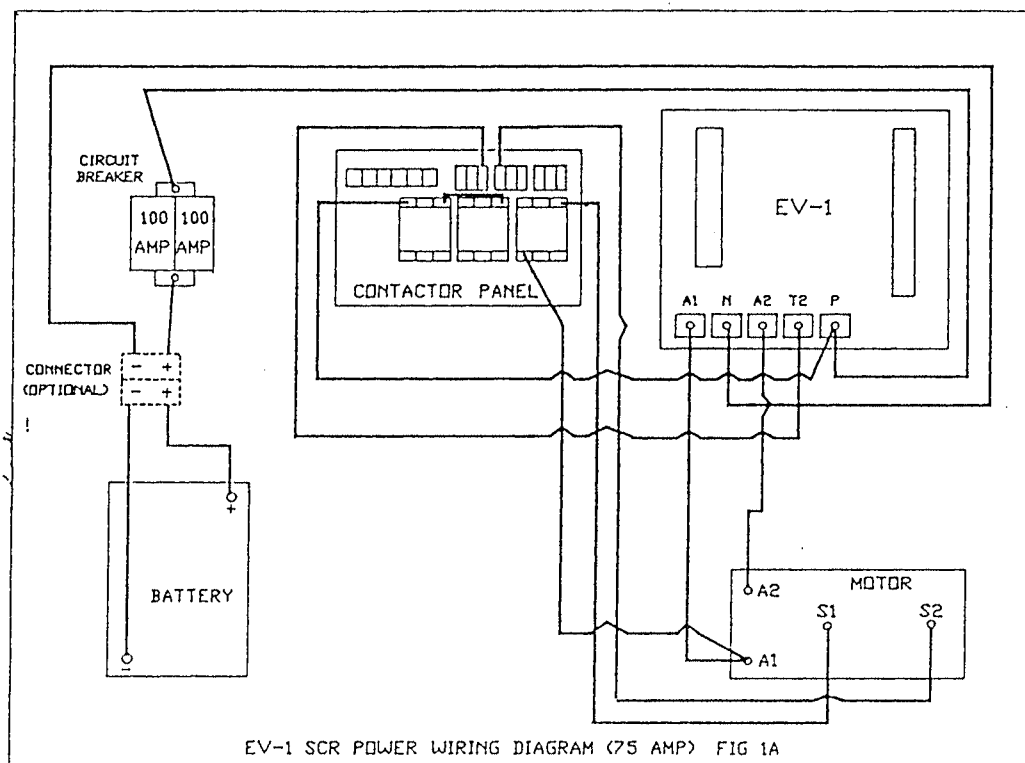 CIRCUIT
BREAKER
100 100
AMP AMP
CONTACTOR PANEL
EV-1
A1 N A2 T2 P
CONNECTOR
(OPTIONAL)
- +
- +
!
+
BATTERY
-
MOTOR
A2
S1
S2
A1
EV-1 SCR POWER WIRING DIAGRAM (75 AMP) FIG 1A